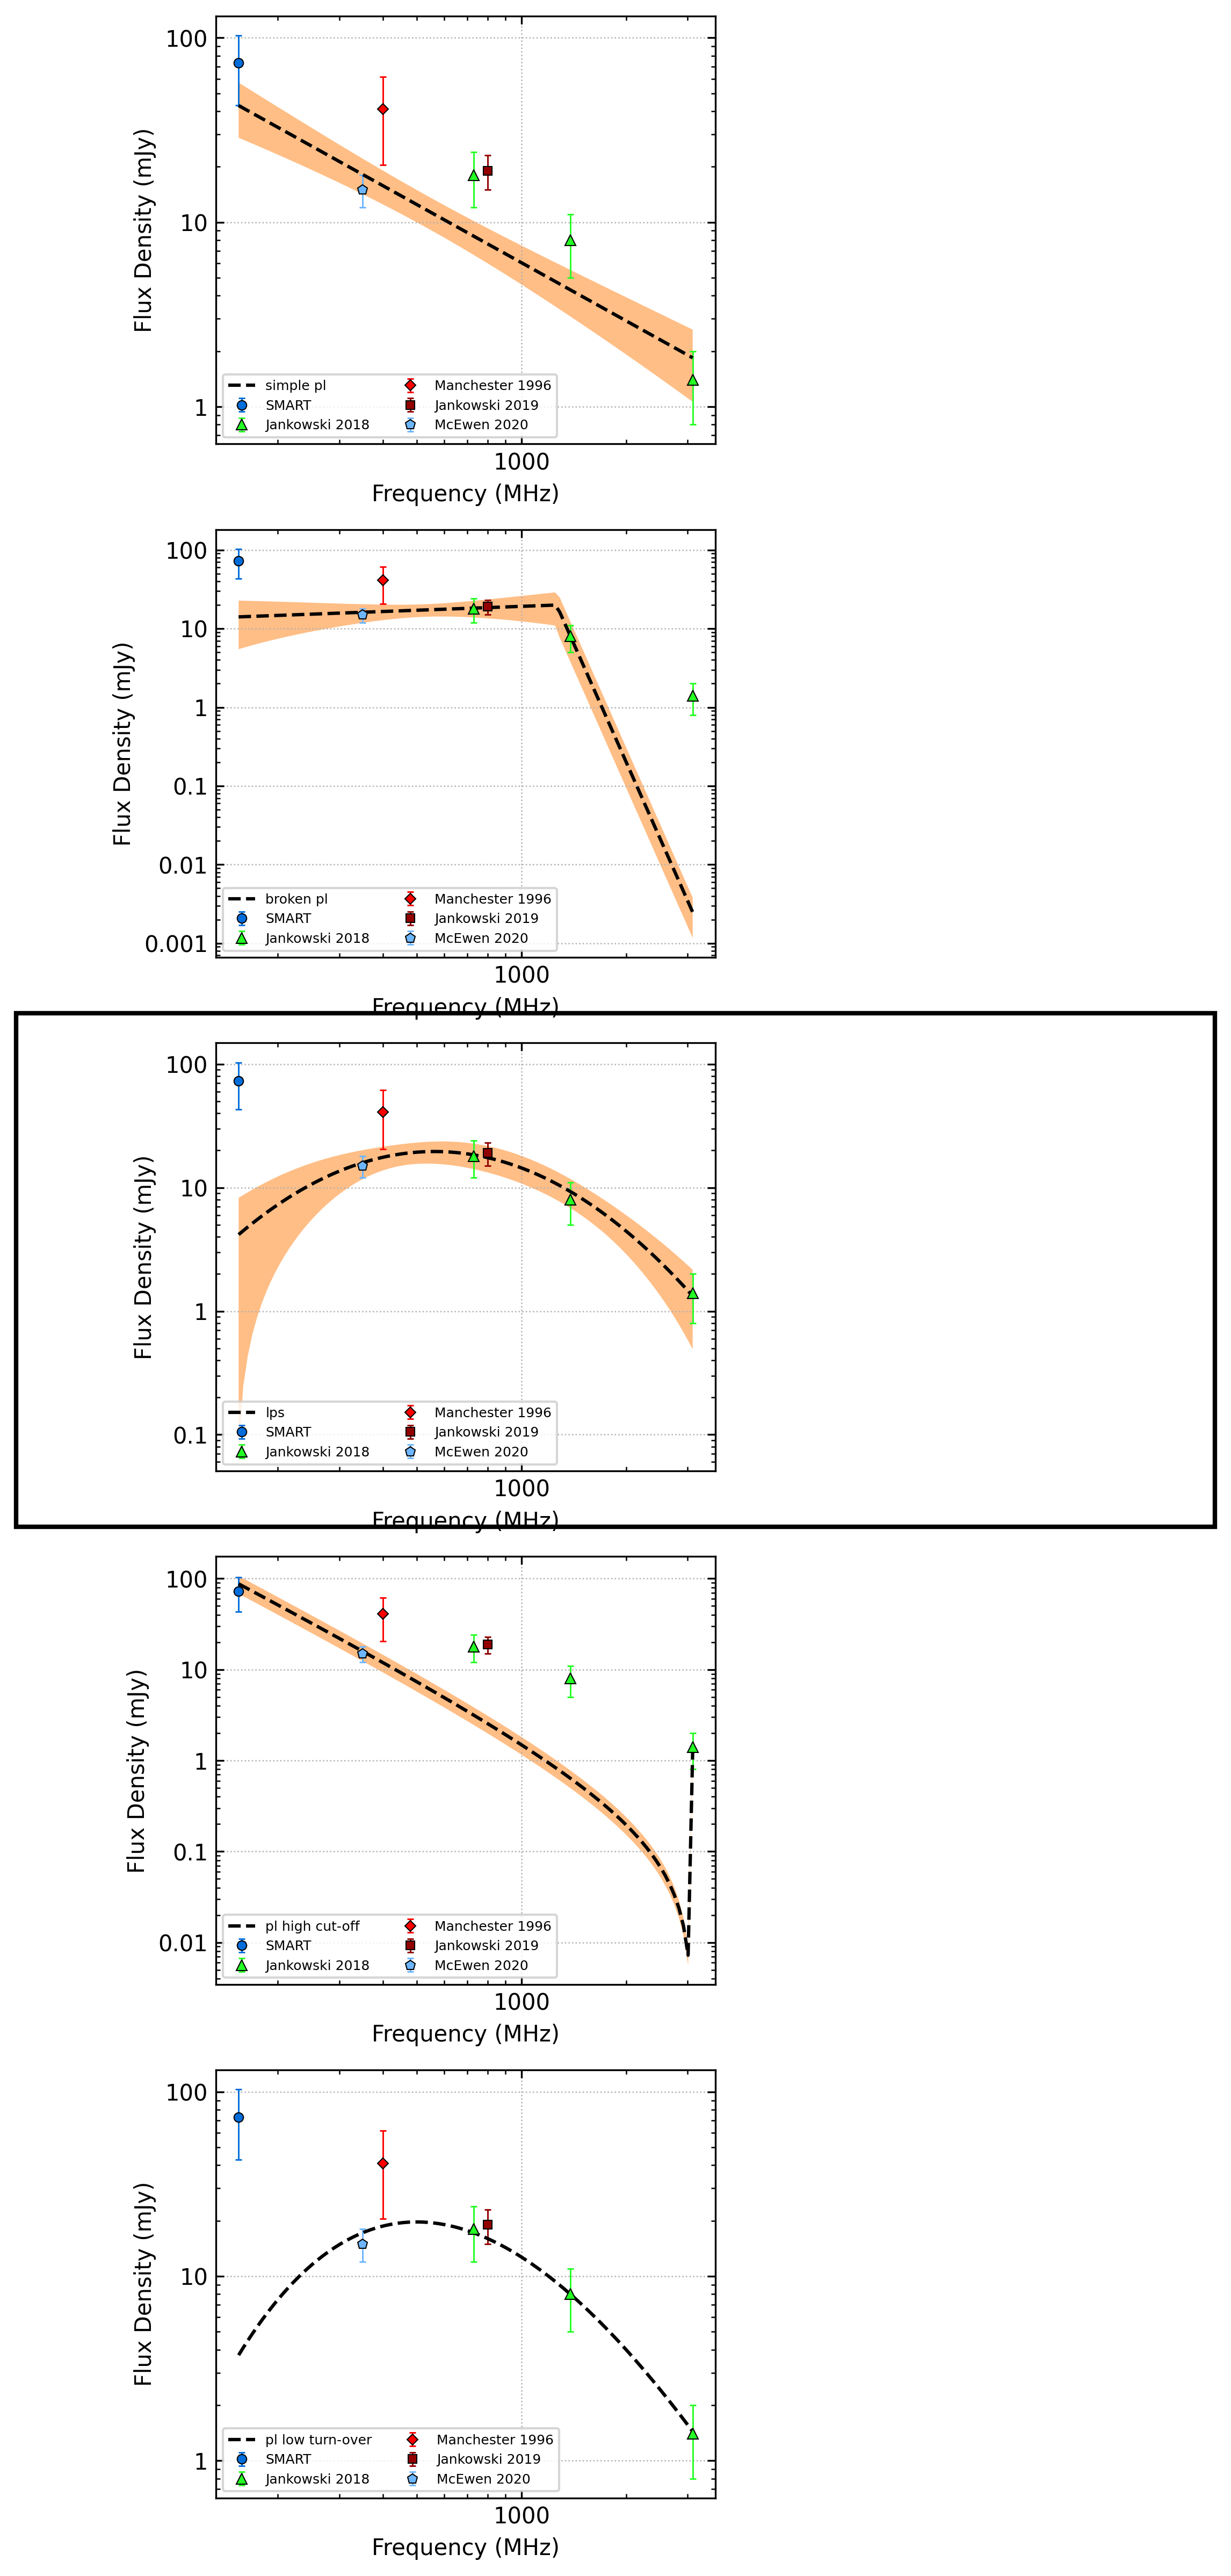 100
10
1
Flux Density (mJy)
simple pl
SMART
Jankowski 2018
Manchester 1996
Jankowski 2019
McEwen 2020
1000
Frequency (MHz)
100
10
1
0.1
0.01
0.001
Flux Density (mJy)
broken pl
SMART
Jankowski 2018
Manchester 1996
Jankowski 2019
McEwen 2020
1000
Frequency (MHz)
100
10
1
0.1
Flux Density (mJy)
lps
SMART
Jankowski 2018
Manchester 1996
Jankowski 2019
McEwen 2020
1000
Frequency (MHz)
100
10
1
0.1
0.01
Flux Density (mJy)
pl high cut-off
SMART
Jankowski 2018
Manchester 1996
Jankowski 2019
McEwen 2020
1000
Frequency (MHz)
100
10
1
Flux Density (mJy)
pl low turn-over
SMART
Jankowski 2018
Manchester 1996
Jankowski 2019
McEwen 2020
1000
Frequency (MHz)